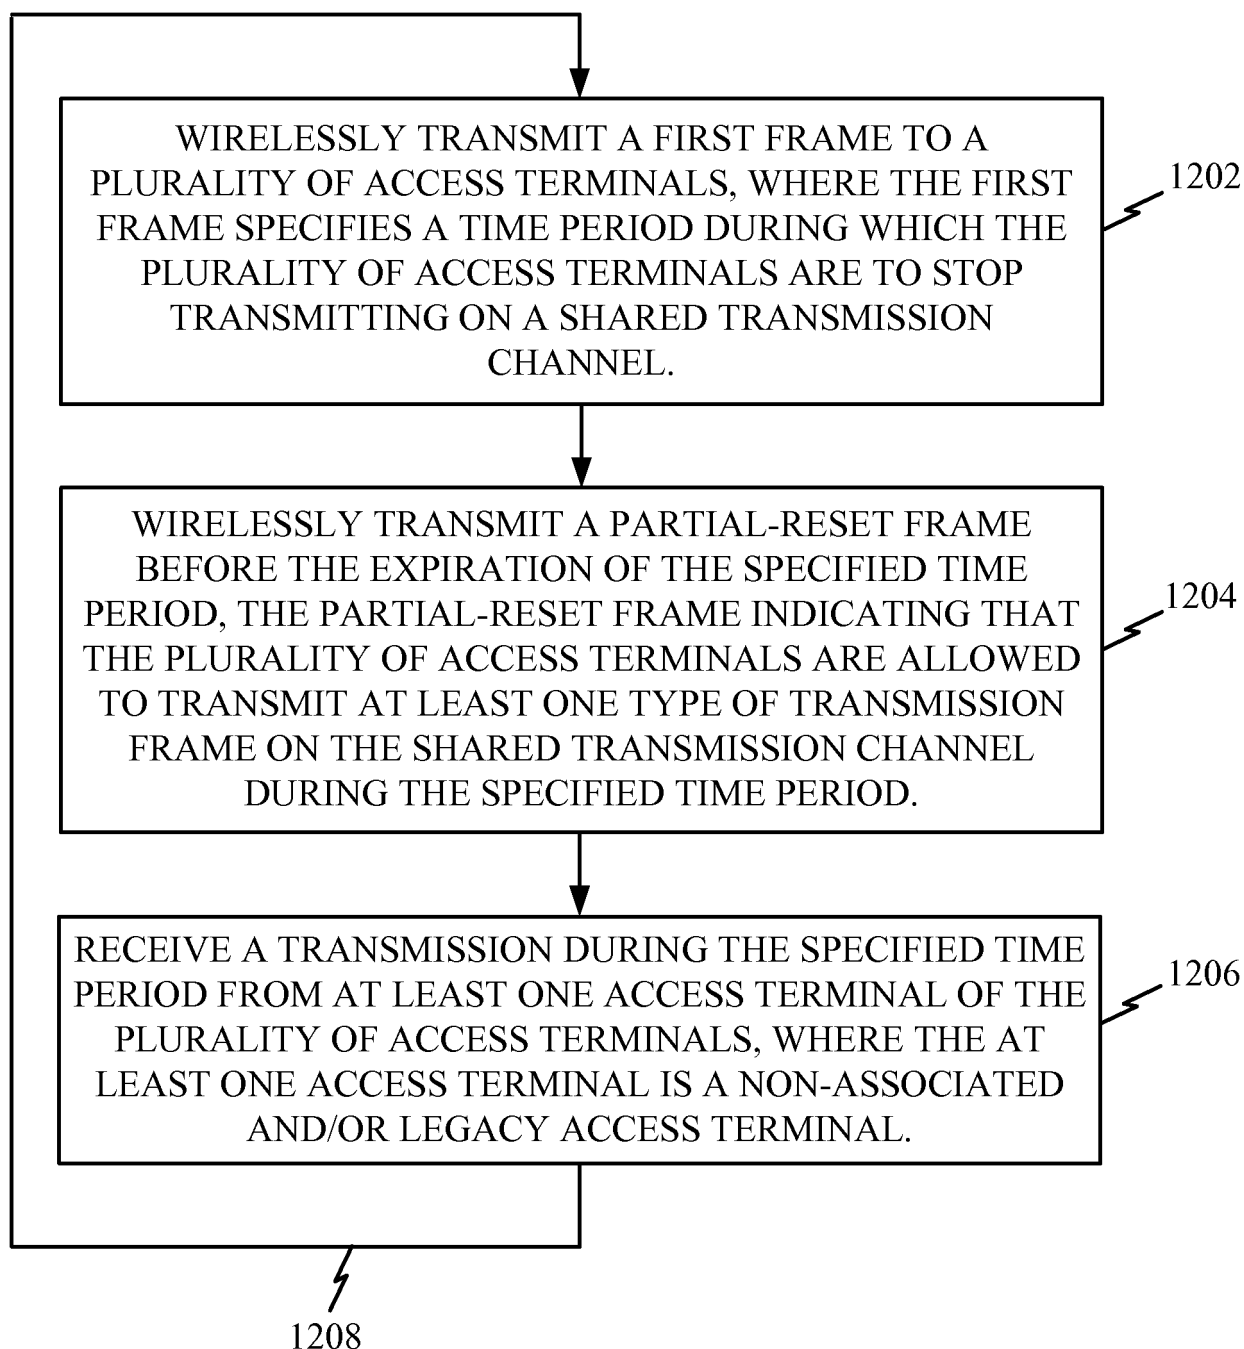 WIRELESSLY TRANSMIT A FIRST FRAME TO A
PLURALITY OF ACCESS TERMINALS, WHERE THE FIRST
FRAME SPECIFIES A TIME PERIOD DURING WHICH THE
PLURALITY OF ACCESS TERMINALS ARE TO STOP
TRANSMITTING ON A SHARED TRANSMISSION
CHANNEL.
1202
WIRELESSLY TRANSMIT A PARTIAL-RESET FRAME
BEFORE THE EXPIRATION OF THE SPECIFIED TIME
PERIOD, THE PARTIAL-RESET FRAME INDICATING THAT
THE PLURALITY OF ACCESS TERMINALS ARE ALLOWED
TO TRANSMIT AT LEAST ONE TYPE OF TRANSMISSION
FRAME ON THE SHARED TRANSMISSION CHANNEL
DURING THE SPECIFIED TIME PERIOD.
1204
RECEIVE A TRANSMISSION DURING THE SPECIFIED TIME
PERIOD FROM AT LEAST ONE ACCESS TERMINAL OF THE
PLURALITY OF ACCESS TERMINALS, WHERE THE AT
LEAST ONE ACCESS TERMINAL IS A NON-ASSOCIATED
AND/OR LEGACY ACCESS TERMINAL.
1206
1208